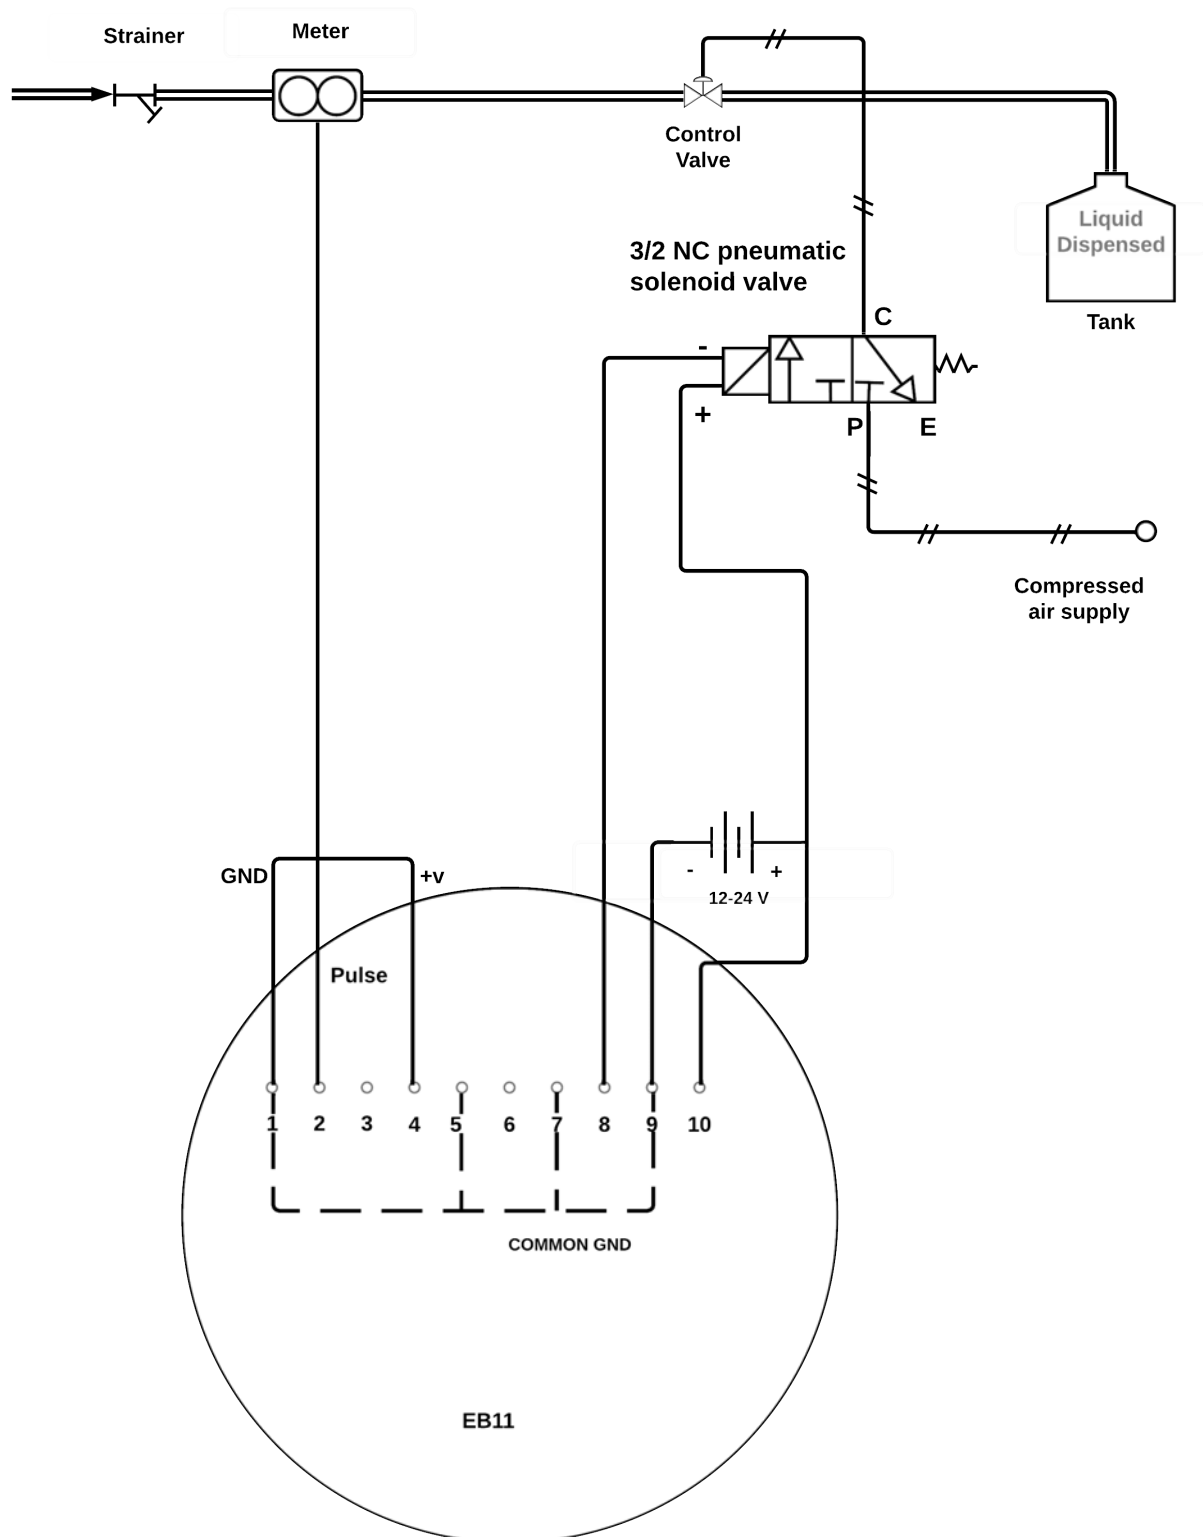 Strainer
Meter
Control
Valve
Liquid
Dispensed
Tank
3/2 NC pneumatic
solenoid valve
C
-
+
P
E
Compressed
air supply
GND
+v
-
+
12-24 V
Pulse
1 2 3 4 5 6 7 8 9 10
COMMON GND
EB11